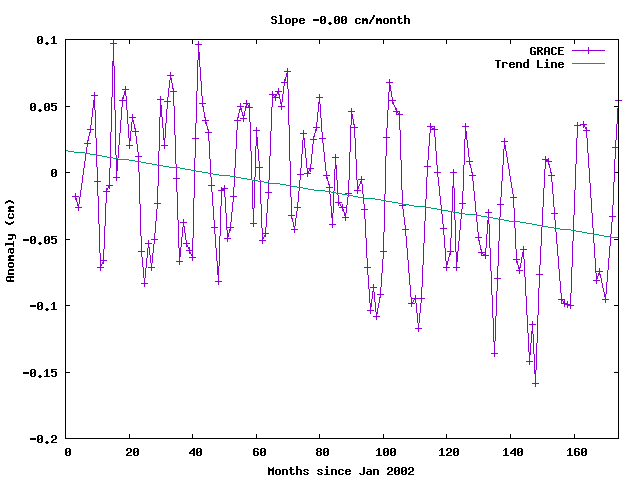 Slope -0.00 cm/month
0.1
GRACE
Trend Line
0.05
0
-0.05
Anomaly (cm)
-0.1
-0.15
-0.2
0 20 40 60 80 100 120 140 160
Months since Jan 2002